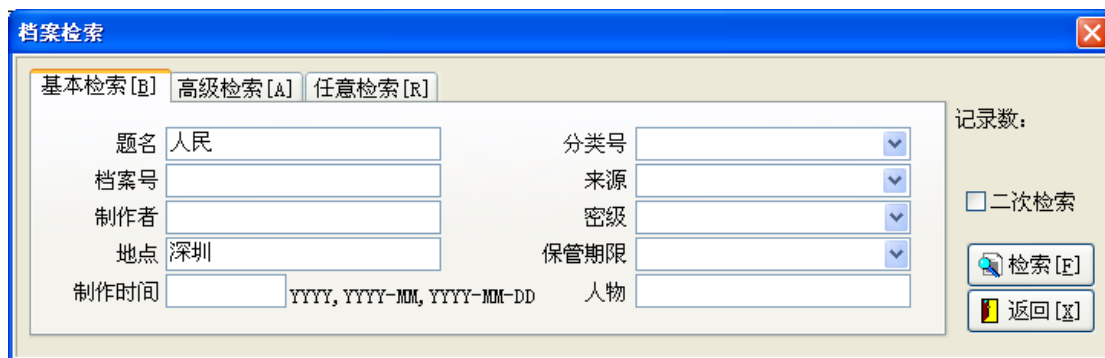 档案检索
基本检索[B] 高级检索[A] 任意检索[R]
记录数:
题名 人民 分类号
档案号 来源
二次检索
制作者 密级
地点 深圳 保管期限
检索[F]
制作时间 YYYY,YYYY-MM,YYYY-MM-DD 人物
返回[X]